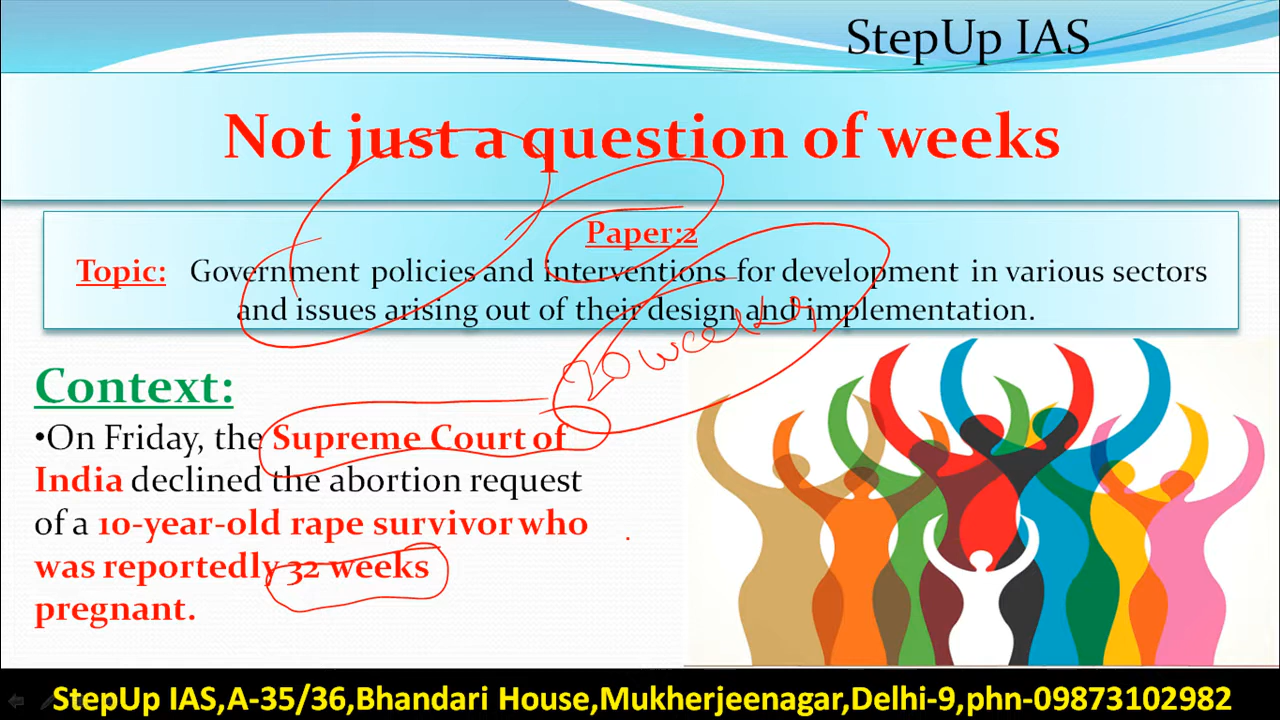 StepUp IAS
Not just a question of weeks
Paper:2
Topic: Government policies and interventions for development in various sectors
and issues arising out of their design and implementation.
20 weeks
Context:
•On Friday, the Supreme Court of
India declined the abortion request
of a 10-year-old rape survivor who
was reportedly 32 weeks
pregnant.
StepUp IAS,A-35/36,Bhandari House,Mukherjeenagar,Delhi-9,phn-09873102982